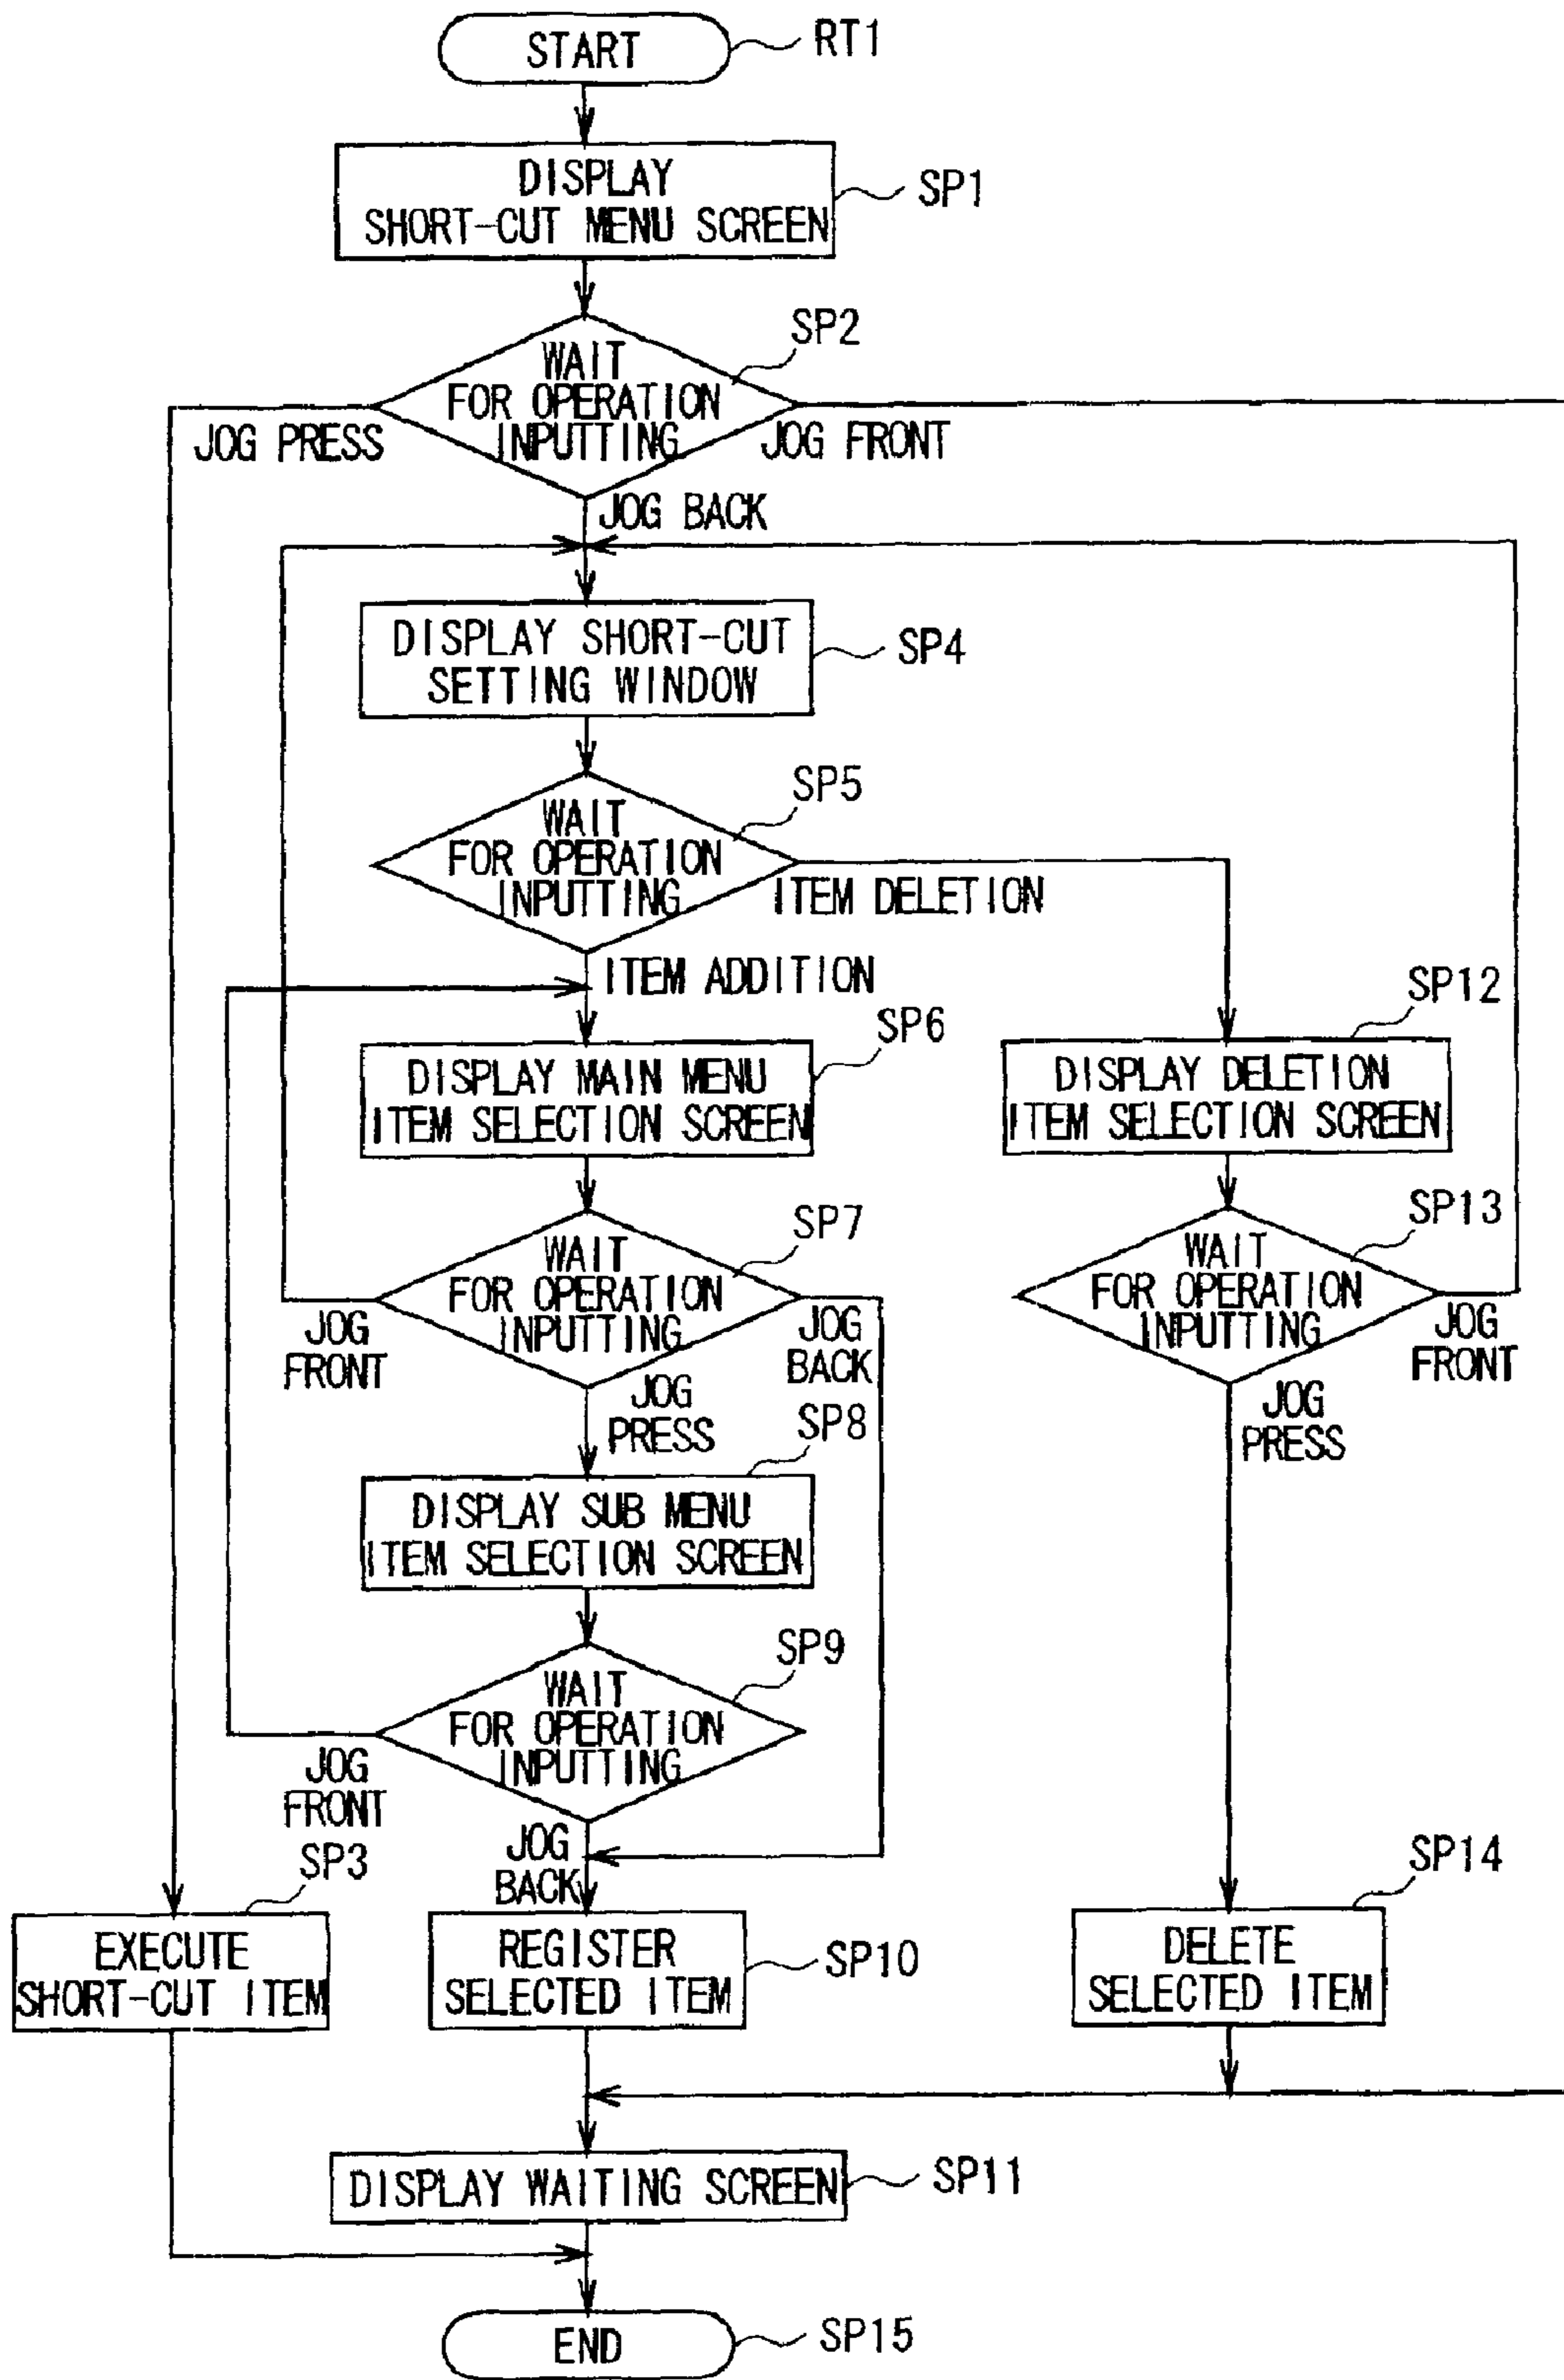 START
RT1
DISPLAY
SHORT-CUT MENU SCREEN
SP1
SP2
WAIT
FOR OPERATION
INPUTTING
JOG PRESS
JOG FRONT
JOG BACK
DISPLAY SHORT-CUT
SETTING WINDOW
SP4
SP5
WAIT
FOR OPERATION
INPUTTING
ITEM DELETION
ITEM ADDITION
SP6
DISPLAY MAIN MENU
ITEM SELECTION SCREEN
SP12
DISPLAY DELETION
ITEM SELECTION SCREEN
SP7
WAIT
FOR OPERATION
INPUTTING
JOG
FRONT
JOG
BACK
JOG
PRESS
SP13
WAIT
FOR OPERATION
INPUTTING
JOG
FRONT
JOG
PRESS
SP8
DISPLAY SUB MENU
ITEM SELECTION SCREEN
SP9
WAIT
FOR OPERATION
INPUTTING
JOG
FRONT
JOG
BACK
SP3
EXECUTE
SHORT-CUT ITEM
REGISTER
SELECTED ITEM
SP10
SP14
DELETE
SELECTED ITEM
DISPLAY WAITING SCREEN
SP11
END
SP15